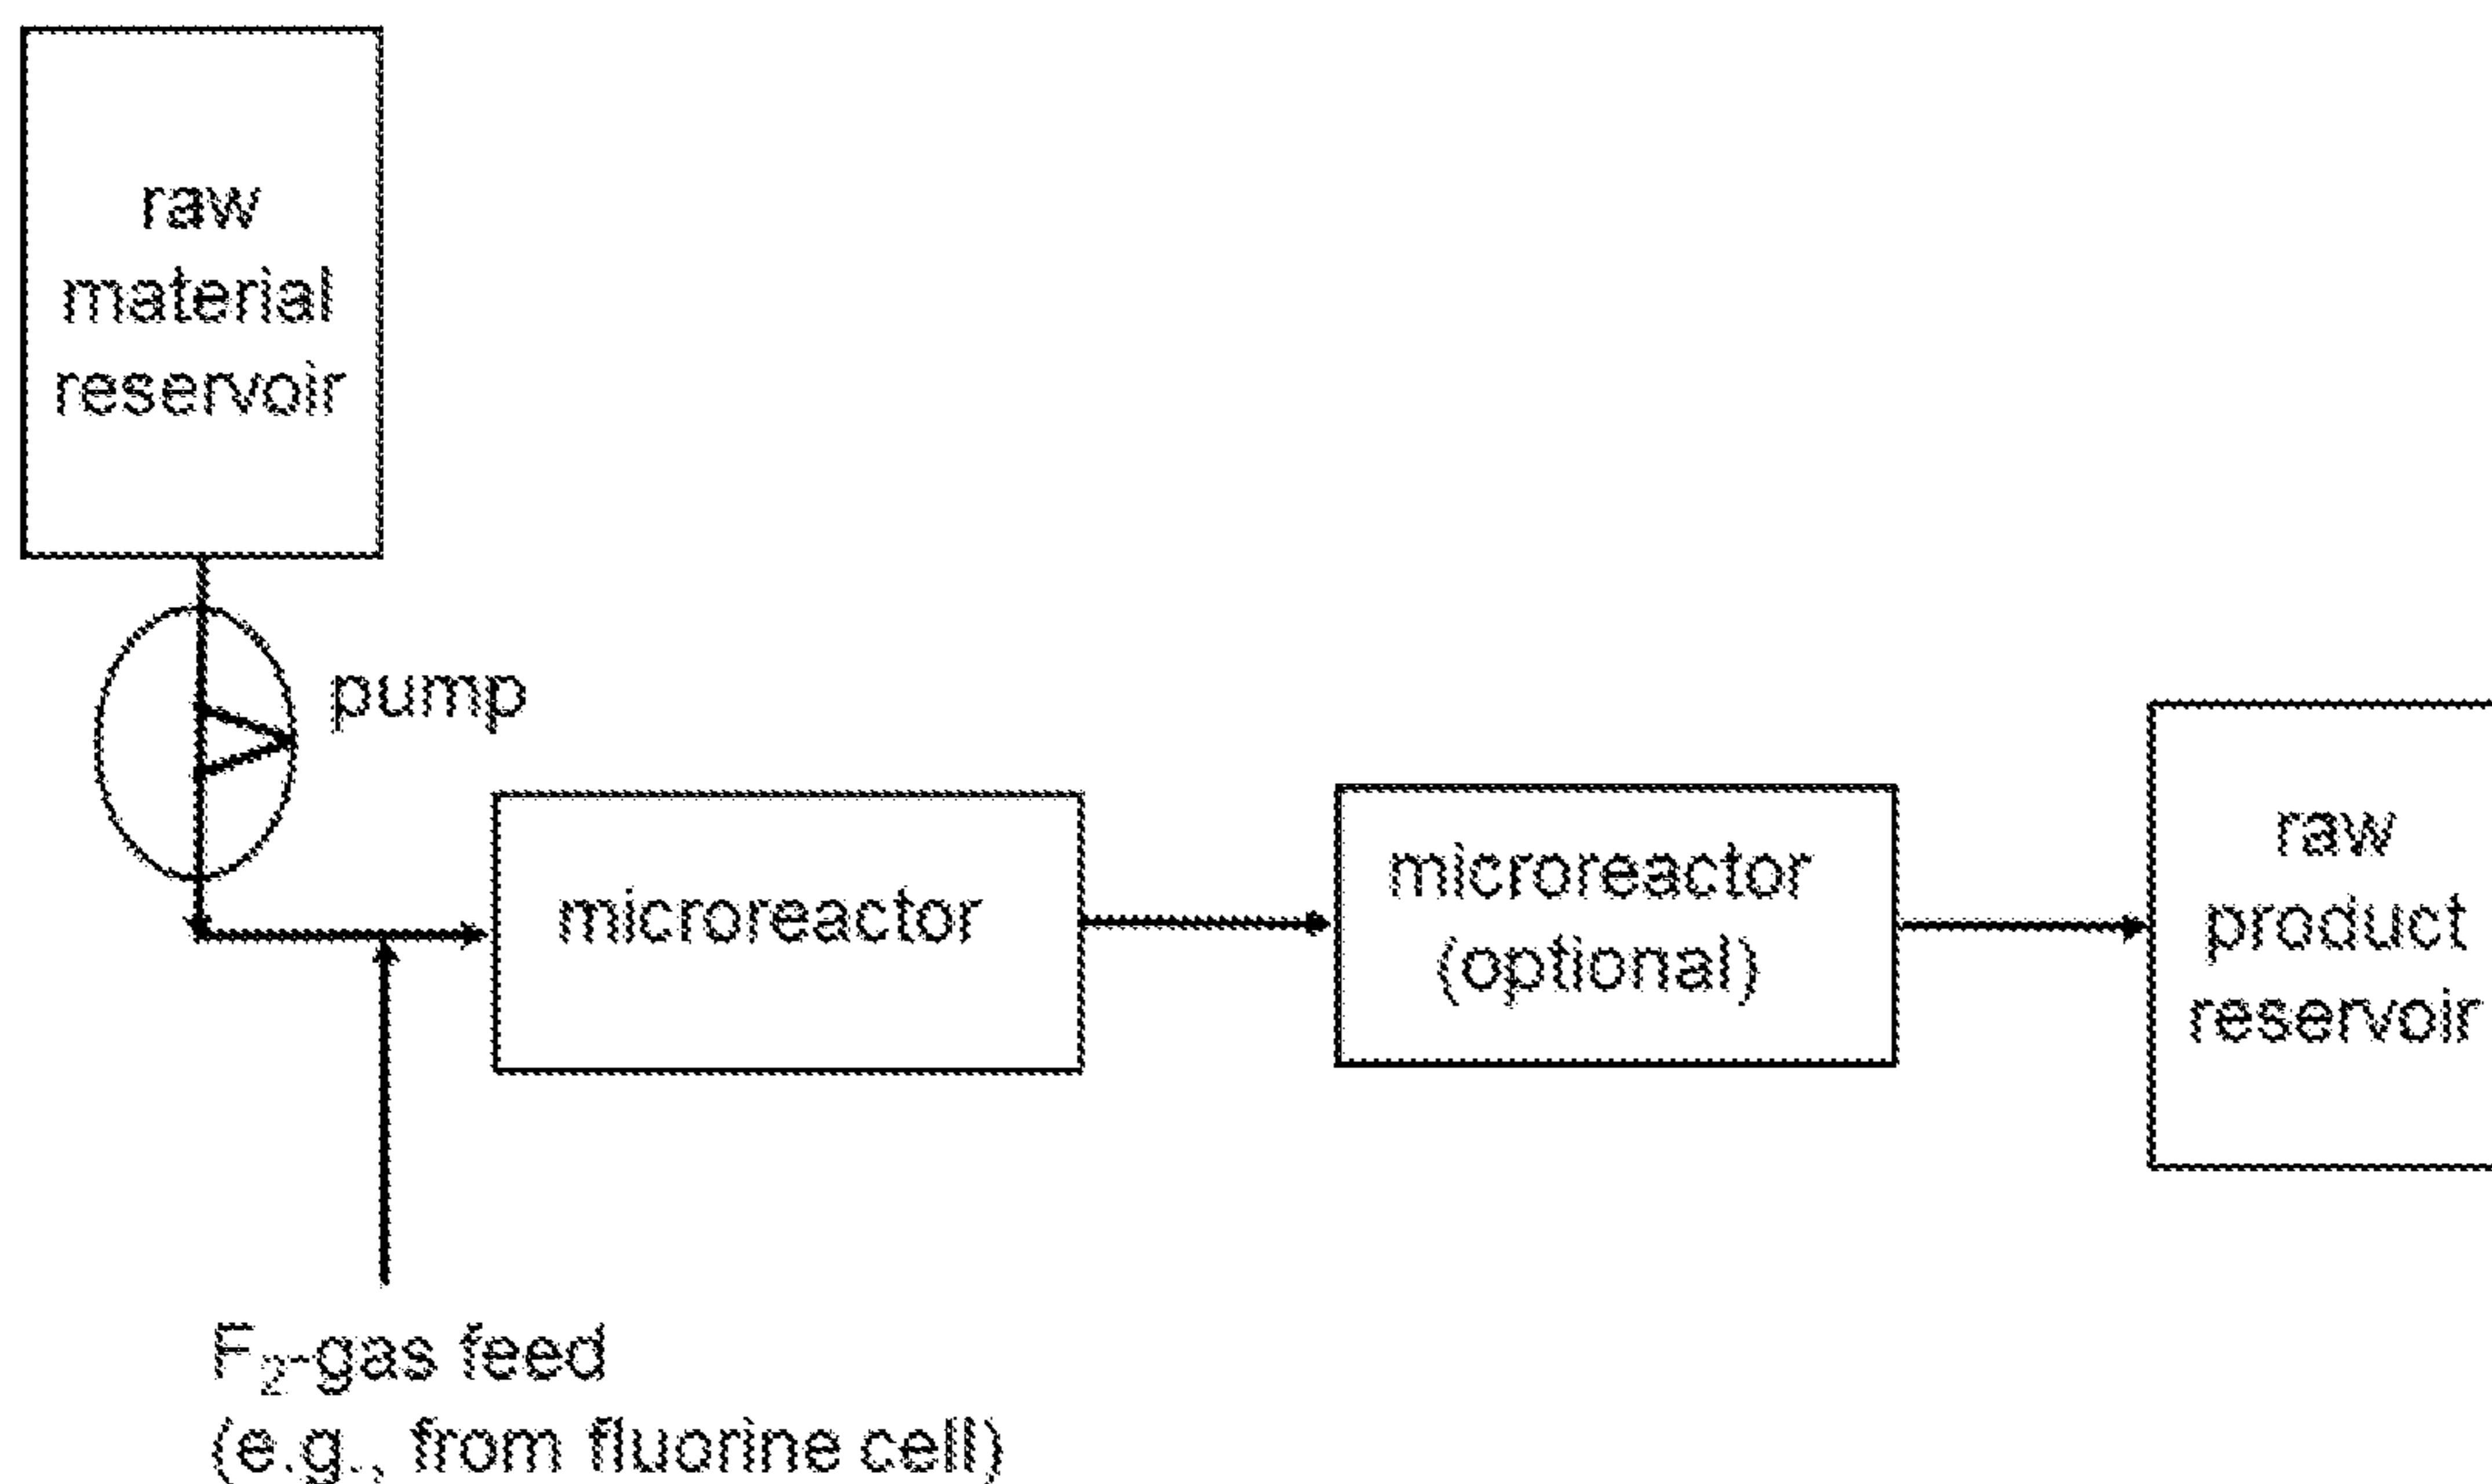 raw
material
reservoir
pump
microreactor
microreactor
(optional)
raw
product
reservoir
F₂-gas feed
(e.g., from fluorine cell)